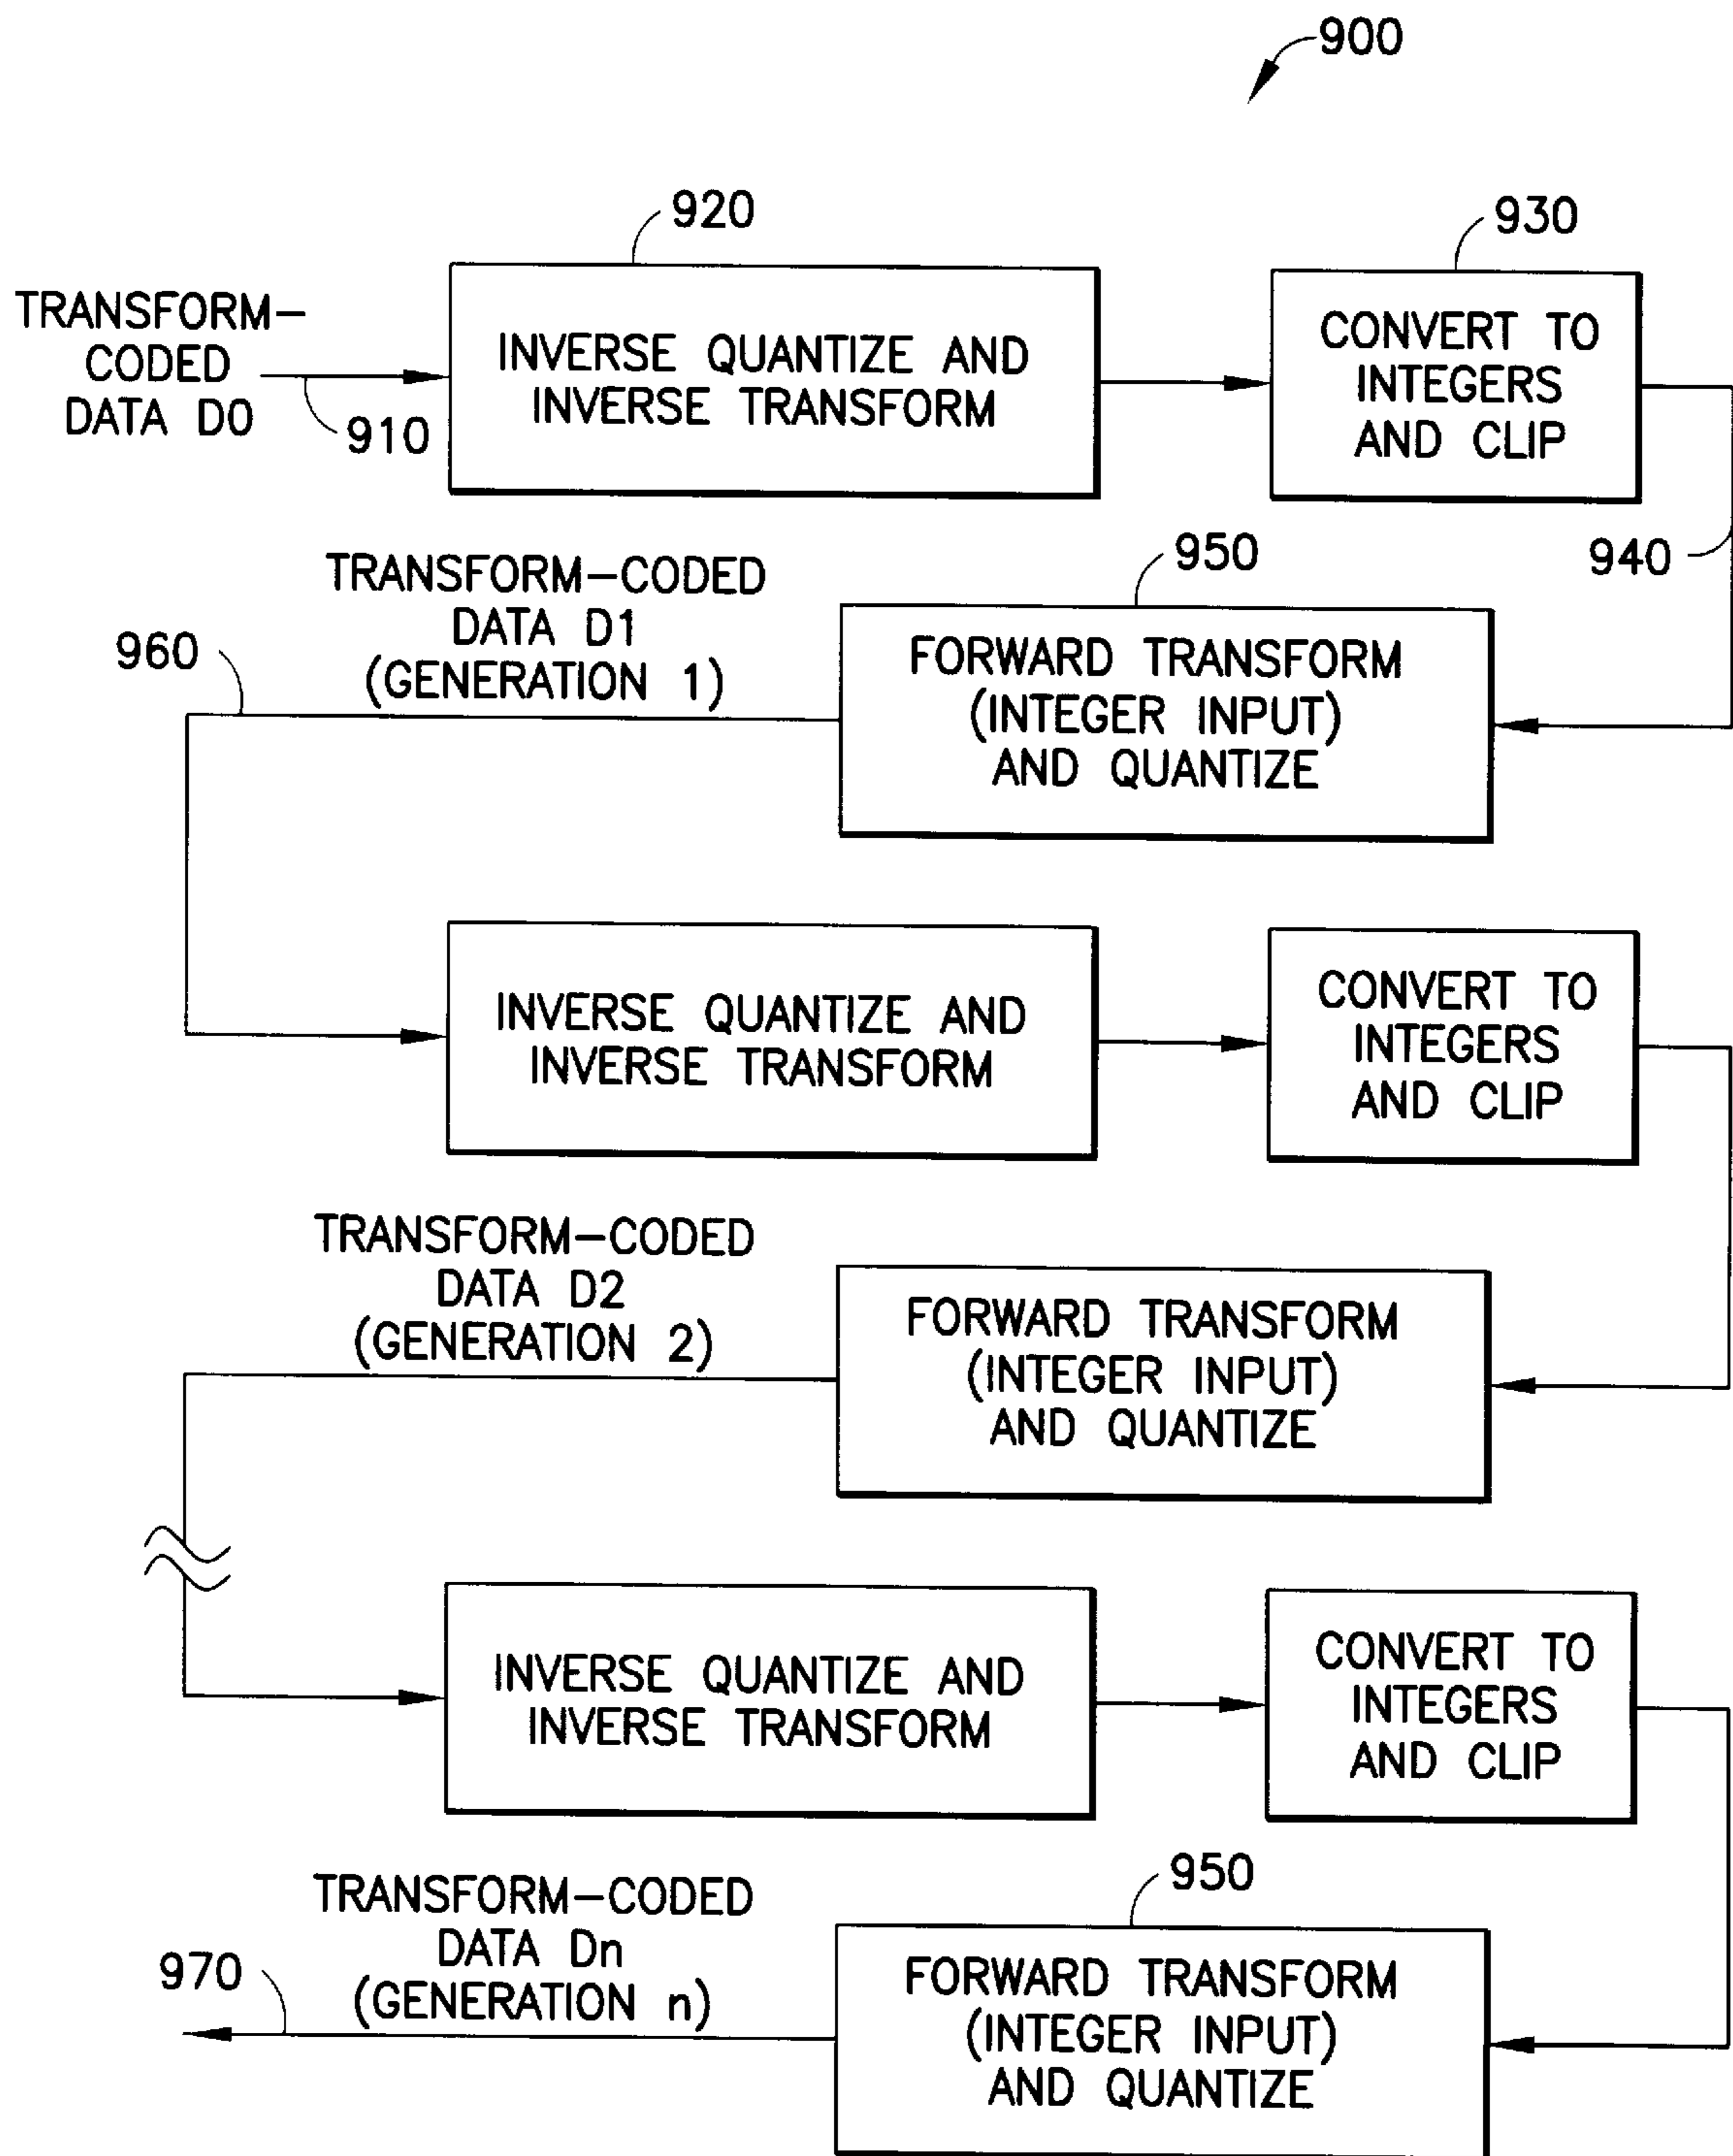 900
920
930
TRANSFORM-
CODED
DATA D0
910
INVERSE QUANTIZE AND
INVERSE TRANSFORM
CONVERT TO
INTEGERS
AND CLIP
940
950
TRANSFORM-CODED
DATA D1
(GENERATION 1)
960
FORWARD TRANSFORM
(INTEGER INPUT)
AND QUANTIZE
INVERSE QUANTIZE AND
INVERSE TRANSFORM
CONVERT TO
INTEGERS
AND CLIP
TRANSFORM-CODED
DATA D2
(GENERATION 2)
FORWARD TRANSFORM
(INTEGER INPUT)
AND QUANTIZE
INVERSE QUANTIZE AND
INVERSE TRANSFORM
CONVERT TO
INTEGERS
AND CLIP
950
TRANSFORM-CODED
DATA Dn
(GENERATION n)
970
FORWARD TRANSFORM
(INTEGER INPUT)
AND QUANTIZE